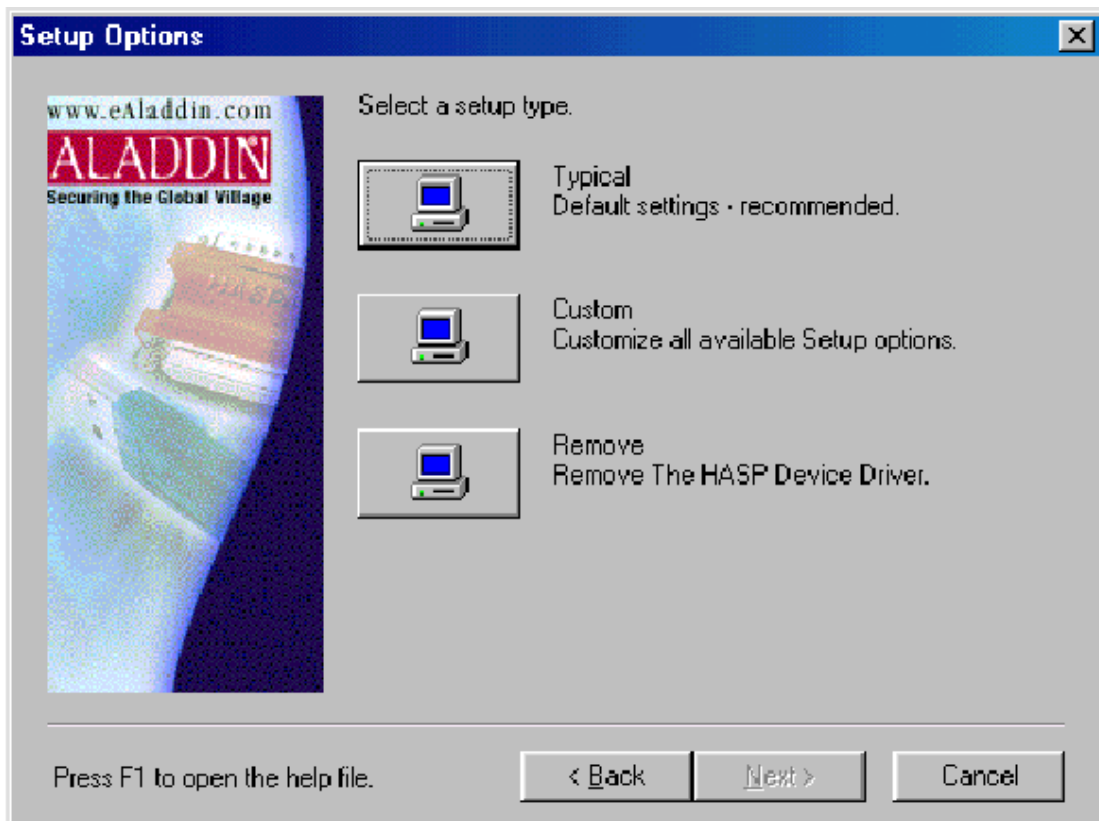 Setup Options
www.eAladdin.com
ALADDIN
Securing the Global Village
HASP
Select a setup type.
Typical
Default settings - recommended.
Custom
Customize all available Setup options.
Remove
Remove The HASP Device Driver.
Press F1 to open the help file.
< Back
Next >
Cancel